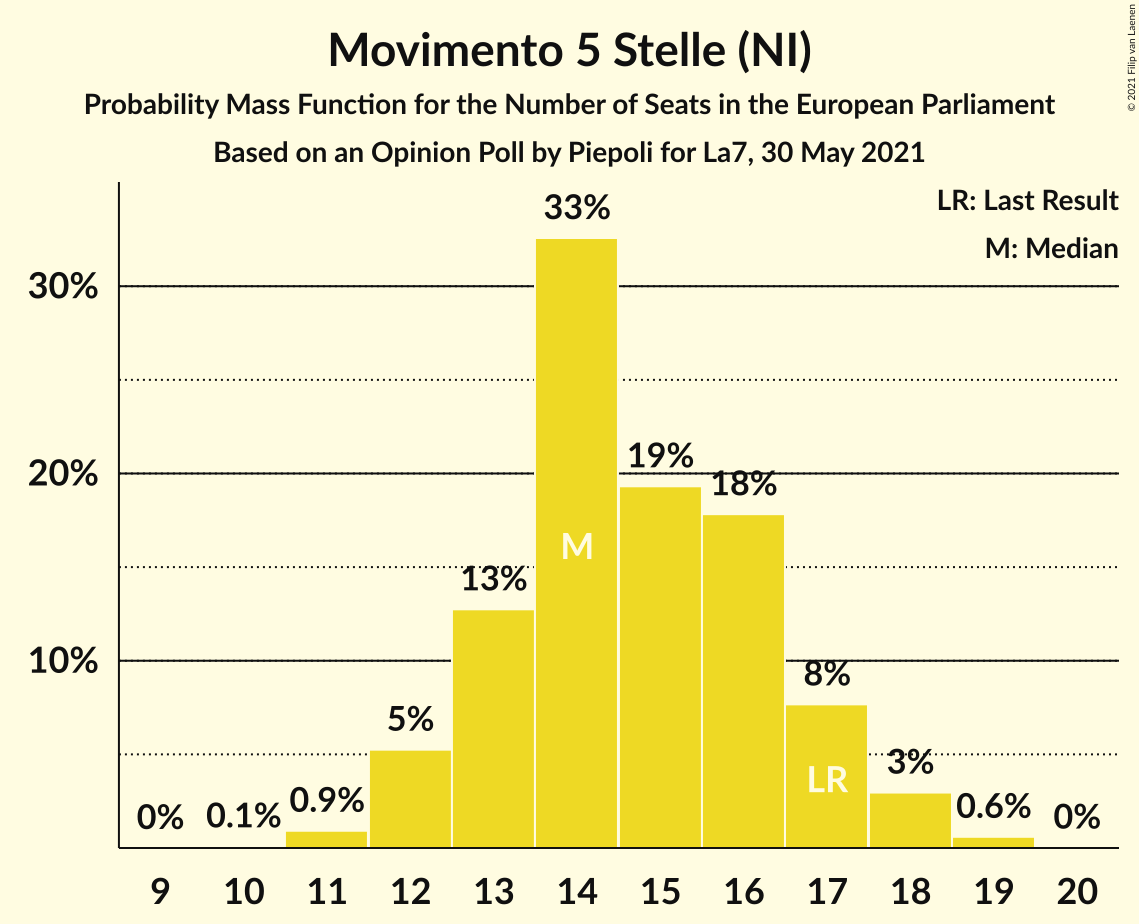 Movimento 5 Stelle (NI)
Probability Mass Function for the Number of Seats in the European Parliament
Based on an Opinion Poll by Piepoli for La7, 30 May 2021
© 2021 Filip van Laenen
LR: Last Result
M: Median
33%
30%
19%
20%
18%
M
13%
10%
8%
5%
3%
LR
0%
0.1%
0.9%
0.6%
0%
9 10 11 12 13 14 15 16 17 18 19 20